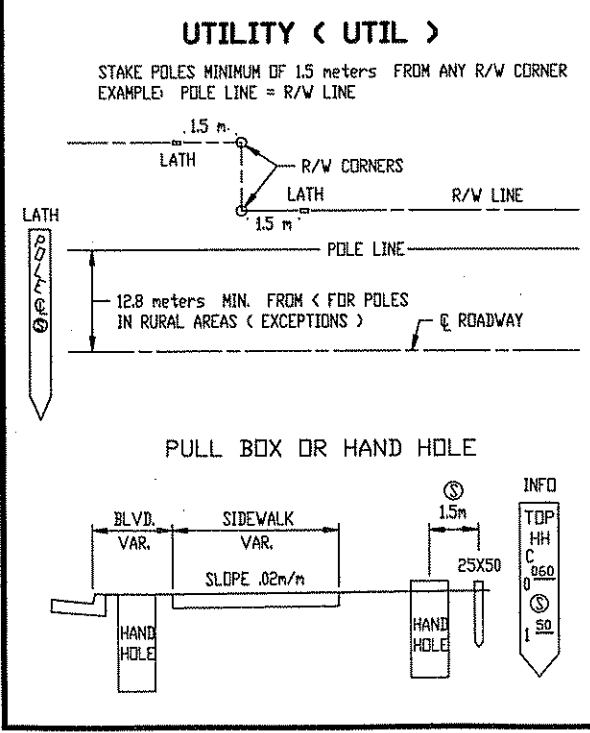 UTILITY ( UTIL )
STAKE POLES MINIMUM OF 1.5 meters FROM ANY R/W CORNER
EXAMPLE: POLE LINE = R/W LINE
1.5 m.
LATH
R/W CORNERS
LATH
R/W LINE
1.5 m
LATH
POLE ℄ Ⓢ
POLE LINE
12.8 meters MIN. FROM < FOR POLES
IN RURAL AREAS ( EXCEPTIONS )
℄ ROADWAY
PULL BOX OR HAND HOLE
BLVD.
VAR.
SIDEWALK
VAR.
SLOPE .02m/m
Ⓢ
1.5m
25X50
INFO
TOP
HH
C
0 060
Ⓢ
1 50
HAND
HOLE
HAND
HOLE